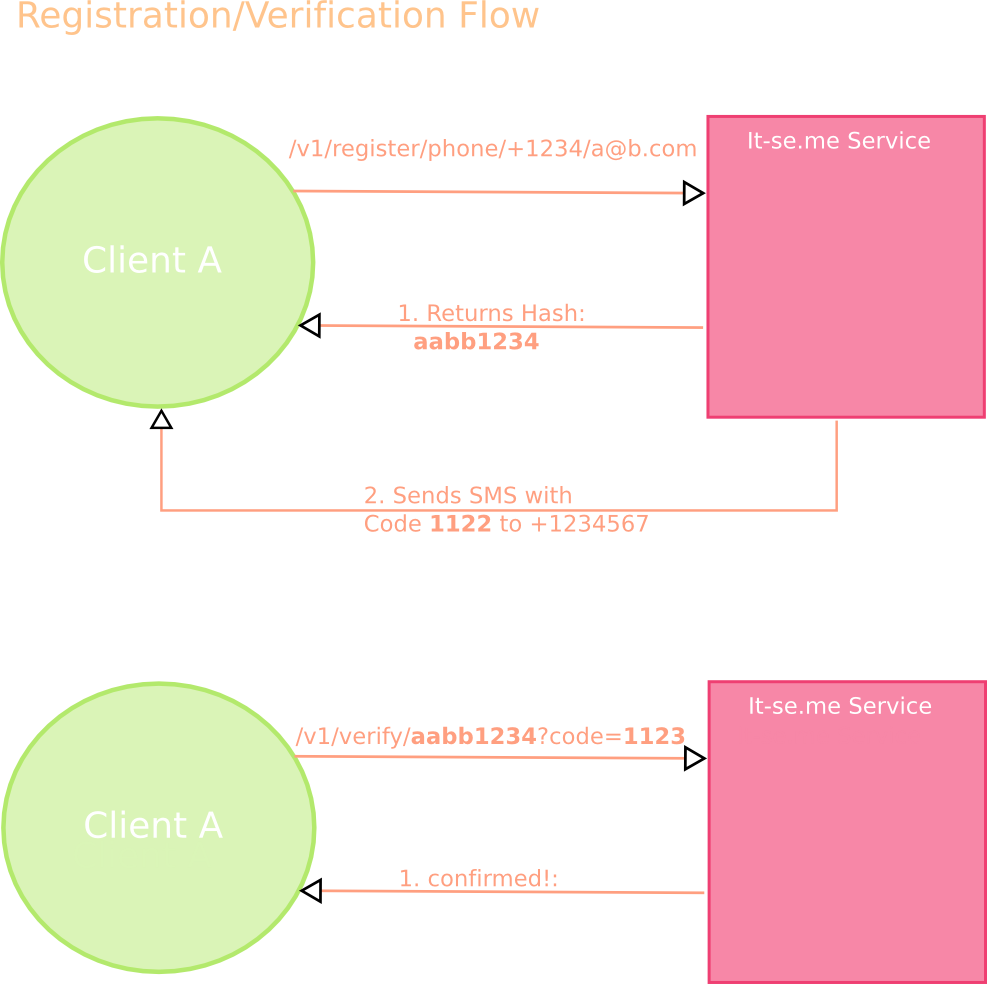 Registration/Verification Flow
/v1/register/phone/+1234/a@b.com
It-se.me Service
Client A
1. Returns Hash:
aabb1234
2. Sends SMS with
Code 1122 to +1234567
/v1/verify/aabb1234?code=1123
It-se.me Service
Client A
1. confirmed!: